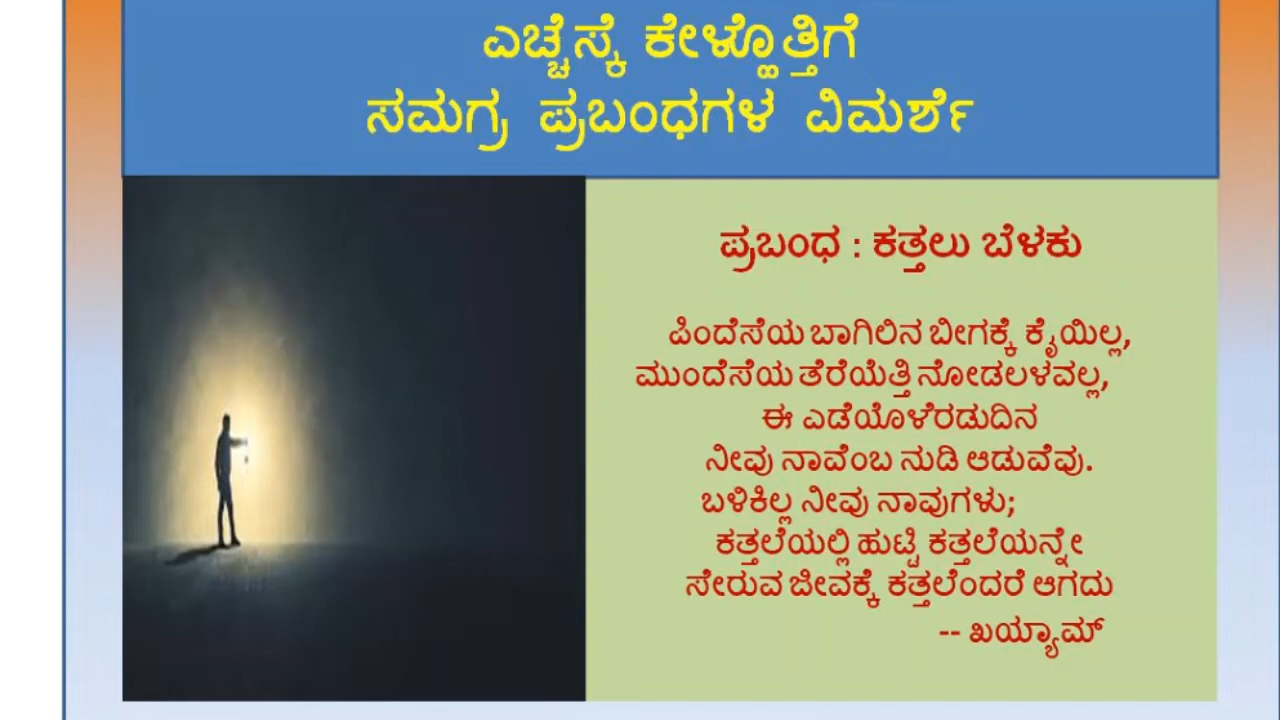 ಎಚ್ಚೆಸ್ಕೆ ಕೇಳ್ಹೊತ್ತಿಗೆ
ಸಮಗ್ರ ಪ್ರಬಂಧಗಳ ವಿಮರ್ಶೆ
ಪ್ರಬಂಧ : ಕತ್ತಲು ಬೆಳಕು
ಪಿಂದೆಸೆಯ ಬಾಗಿಲಿನ ಬೀಗಕ್ಕೆ ಕೈಯಿಲ್ಲ,
ಮುಂದೆಸೆಯ ತೆರೆಯೆತ್ತಿ ನೋಡಲಳವಲ್ಲ,
ಈ ಎಡೆಯೊಳೆರಡುದಿನ
ನೀವು ನಾವೆಂಬ ನುಡಿ ಆಡುವೆವು.
ಬಳಿಕಿಲ್ಲ ನೀವು ನಾವುಗಳು;
ಕತ್ತಲೆಯಲ್ಲಿ ಹುಟ್ಟಿ ಕತ್ತಲೆಯನ್ನೇ
ಸೇರುವ ಜೀವಕ್ಕೆ ಕತ್ತಲೆಂದರೆ ಆಗದು
-- ಖಯ್ಯಾಮ್